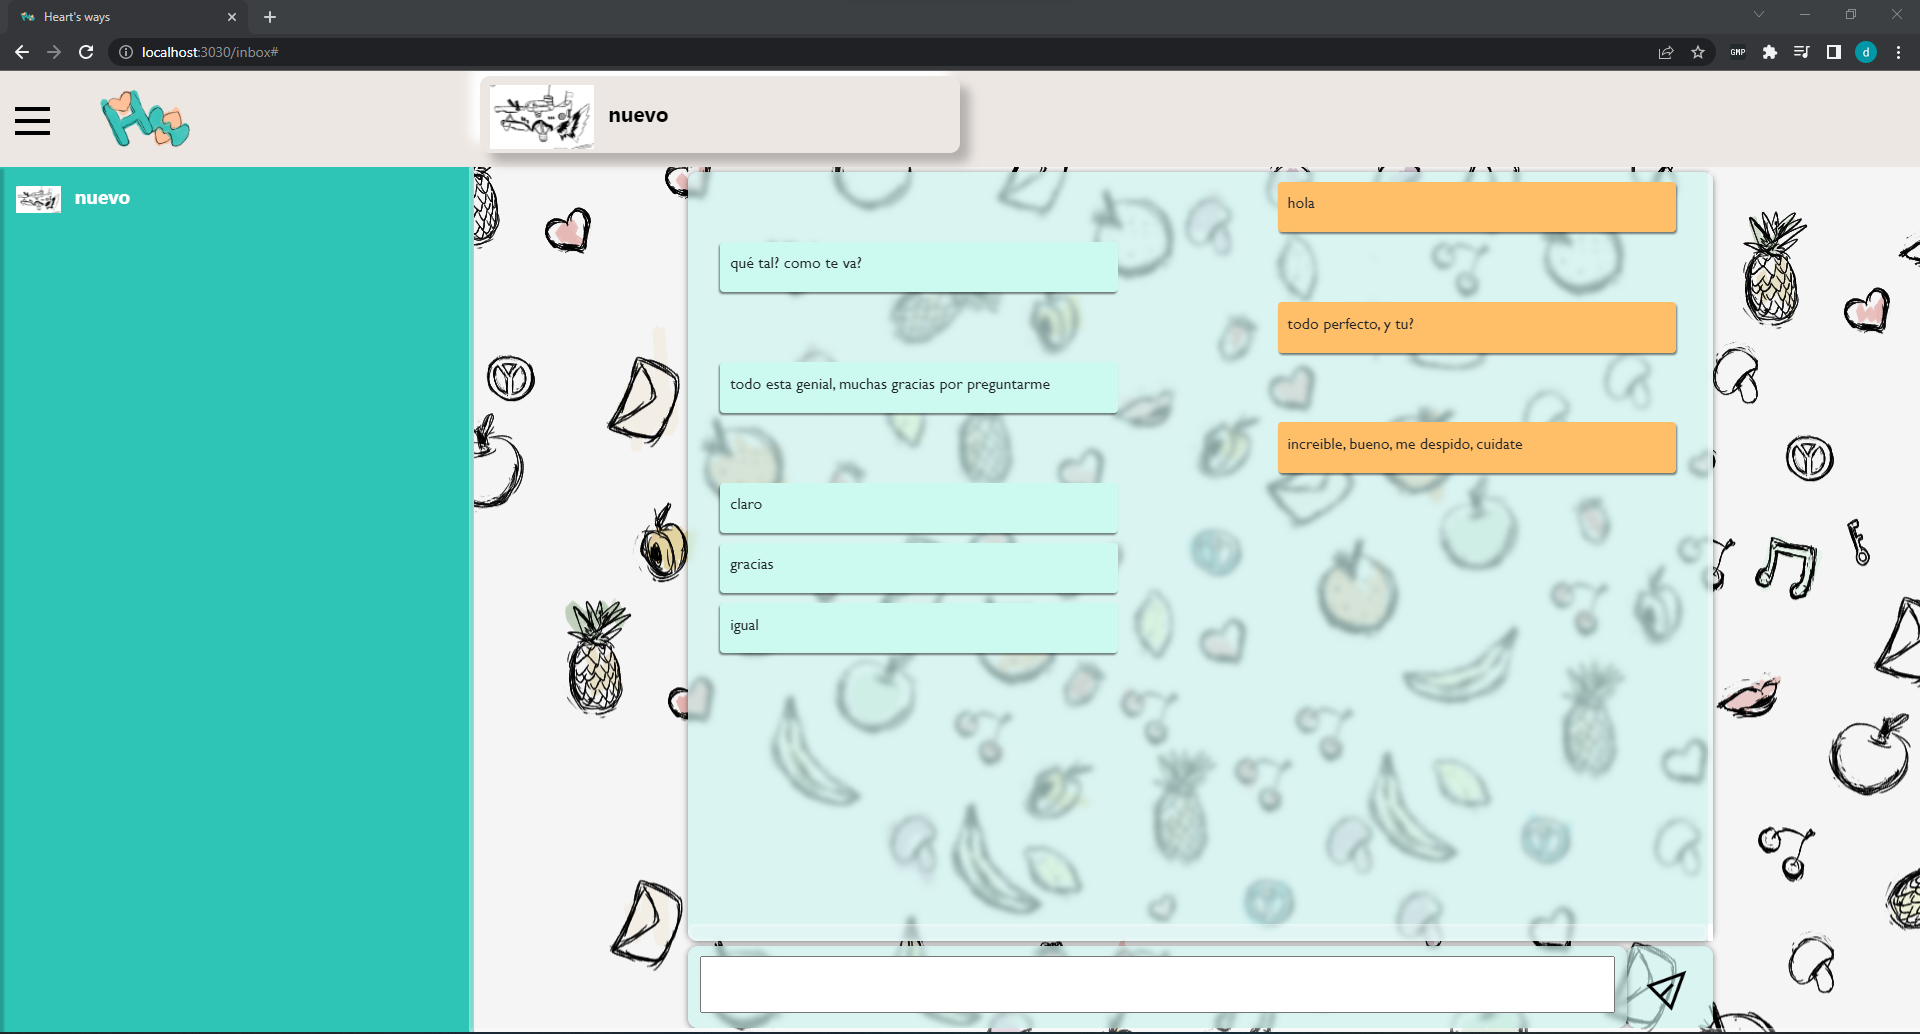 Heart's ways
localhost:3030/inbox#
GMP
d
nuevo
nuevo
hola
qué tal? como te va?
todo perfecto, y tu?
todo esta genial, muchas gracias por preguntarme
increible, bueno, me despido, cuidate
claro
gracias
igual